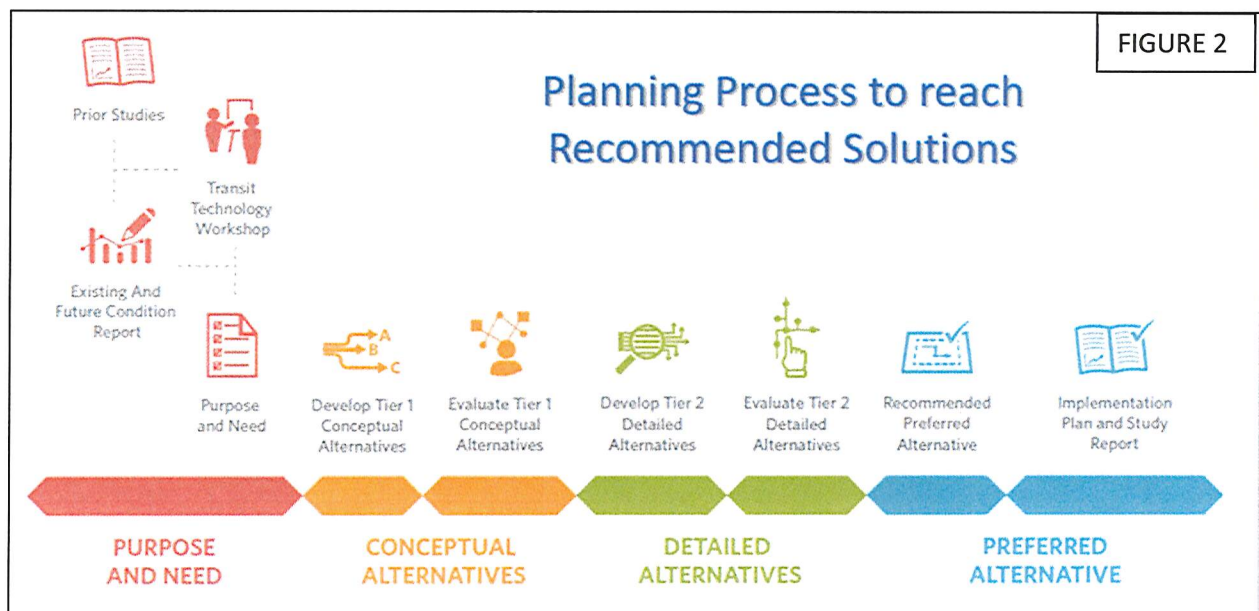 FIGURE 2
Planning Process to reach
Recommended Solutions
Prior Studies
Transit
Technology
Workshop
Existing And
Future Condition
Report
Purpose
and Need
A
B
C
Develop Tier 1
Conceptual
Alternatives
Evaluate Tier 1
Conceptual
Alternatives
Develop Tier 2
Detailed
Alternatives
Evaluate Tier 2
Detailed
Alternatives
Recommended
Preferred
Alternative
Implementation
Plan and Study
Report
PURPOSE
AND NEED
CONCEPTUAL
ALTERNATIVES
DETAILED
ALTERNATIVES
PREFERRED
ALTERNATIVE